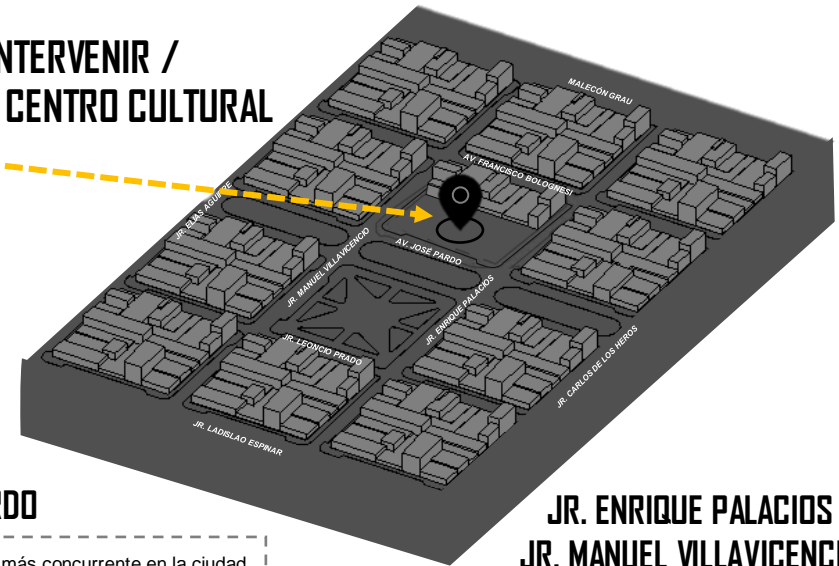 NTERVENIR /
CENTRO CULTURAL
MALECÓN GRAU
AV. FRANCISCO BOLOGNESI
JR. ELIAS AGUIRRE
JR. MANUEL VILLAVICENCIO
AV. JOSÉ PARDO
JR. ENRIQUE PALACIOS
JR. LEONCIO PRADO
JR. CARLOS DE LOS HEROS
JR. LADISLAO ESPINAR
RDO
más concurrente en la ciudad
JR. ENRIQUE PALACIOS
JR. MANUEL VILLAVICENCI